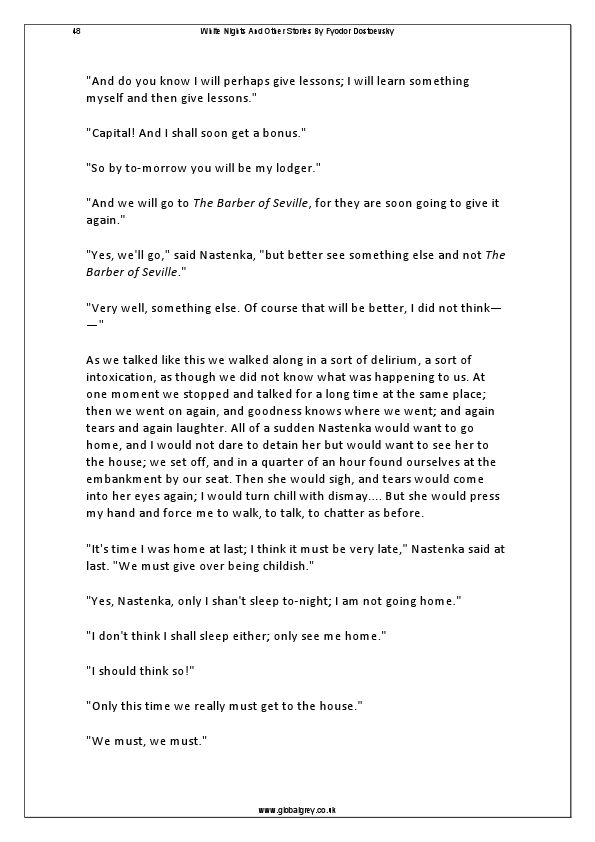 48 White Nights And Other Stories By Fyodor Dostoevsky
"And do you know I will perhaps give lessons; I will learn something
myself and then give lessons."
"Capital! And I shall soon get a bonus."
"So by to-morrow you will be my lodger."
"And we will go to The Barber of Seville, for they are soon going to give it
again."
"Yes, we'll go," said Nastenka, "but better see something else and not The
Barber of Seville."
"Very well, something else. Of course that will be better, I did not think—
—"
As we talked like this we walked along in a sort of delirium, a sort of
intoxication, as though we did not know what was happening to us. At
one moment we stopped and talked for a long time at the same place;
then we went on again, and goodness knows where we went; and again
tears and again laughter. All of a sudden Nastenka would want to go
home, and I would not dare to detain her but would want to see her to
the house; we set off, and in a quarter of an hour found ourselves at the
embankment by our seat. Then she would sigh, and tears would come
into her eyes again; I would turn chill with dismay.... But she would press
my hand and force me to walk, to talk, to chatter as before.
"It's time I was home at last; I think it must be very late," Nastenka said at
last. "We must give over being childish."
"Yes, Nastenka, only I shan't sleep to-night; I am not going home."
"I don't think I shall sleep either; only see me home."
"I should think so!"
"Only this time we really must get to the house."
"We must, we must."
www.globalgrey.co.uk